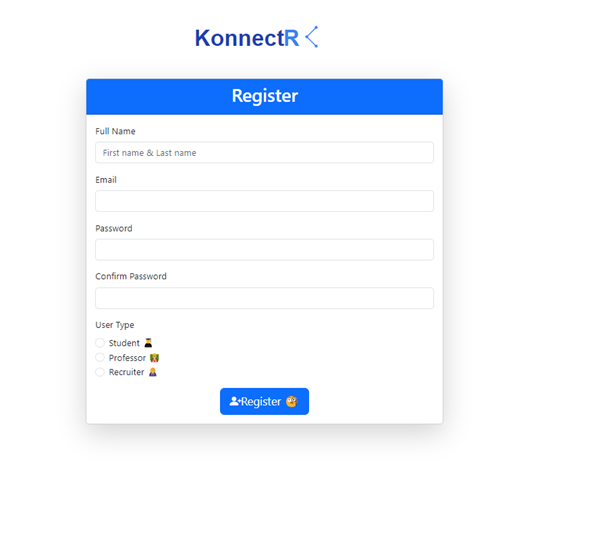 KonnectR
Register
Full Name
First name & Last name
Email
Password
Confirm Password
User Type
Student
Professor
Recruiter
Register